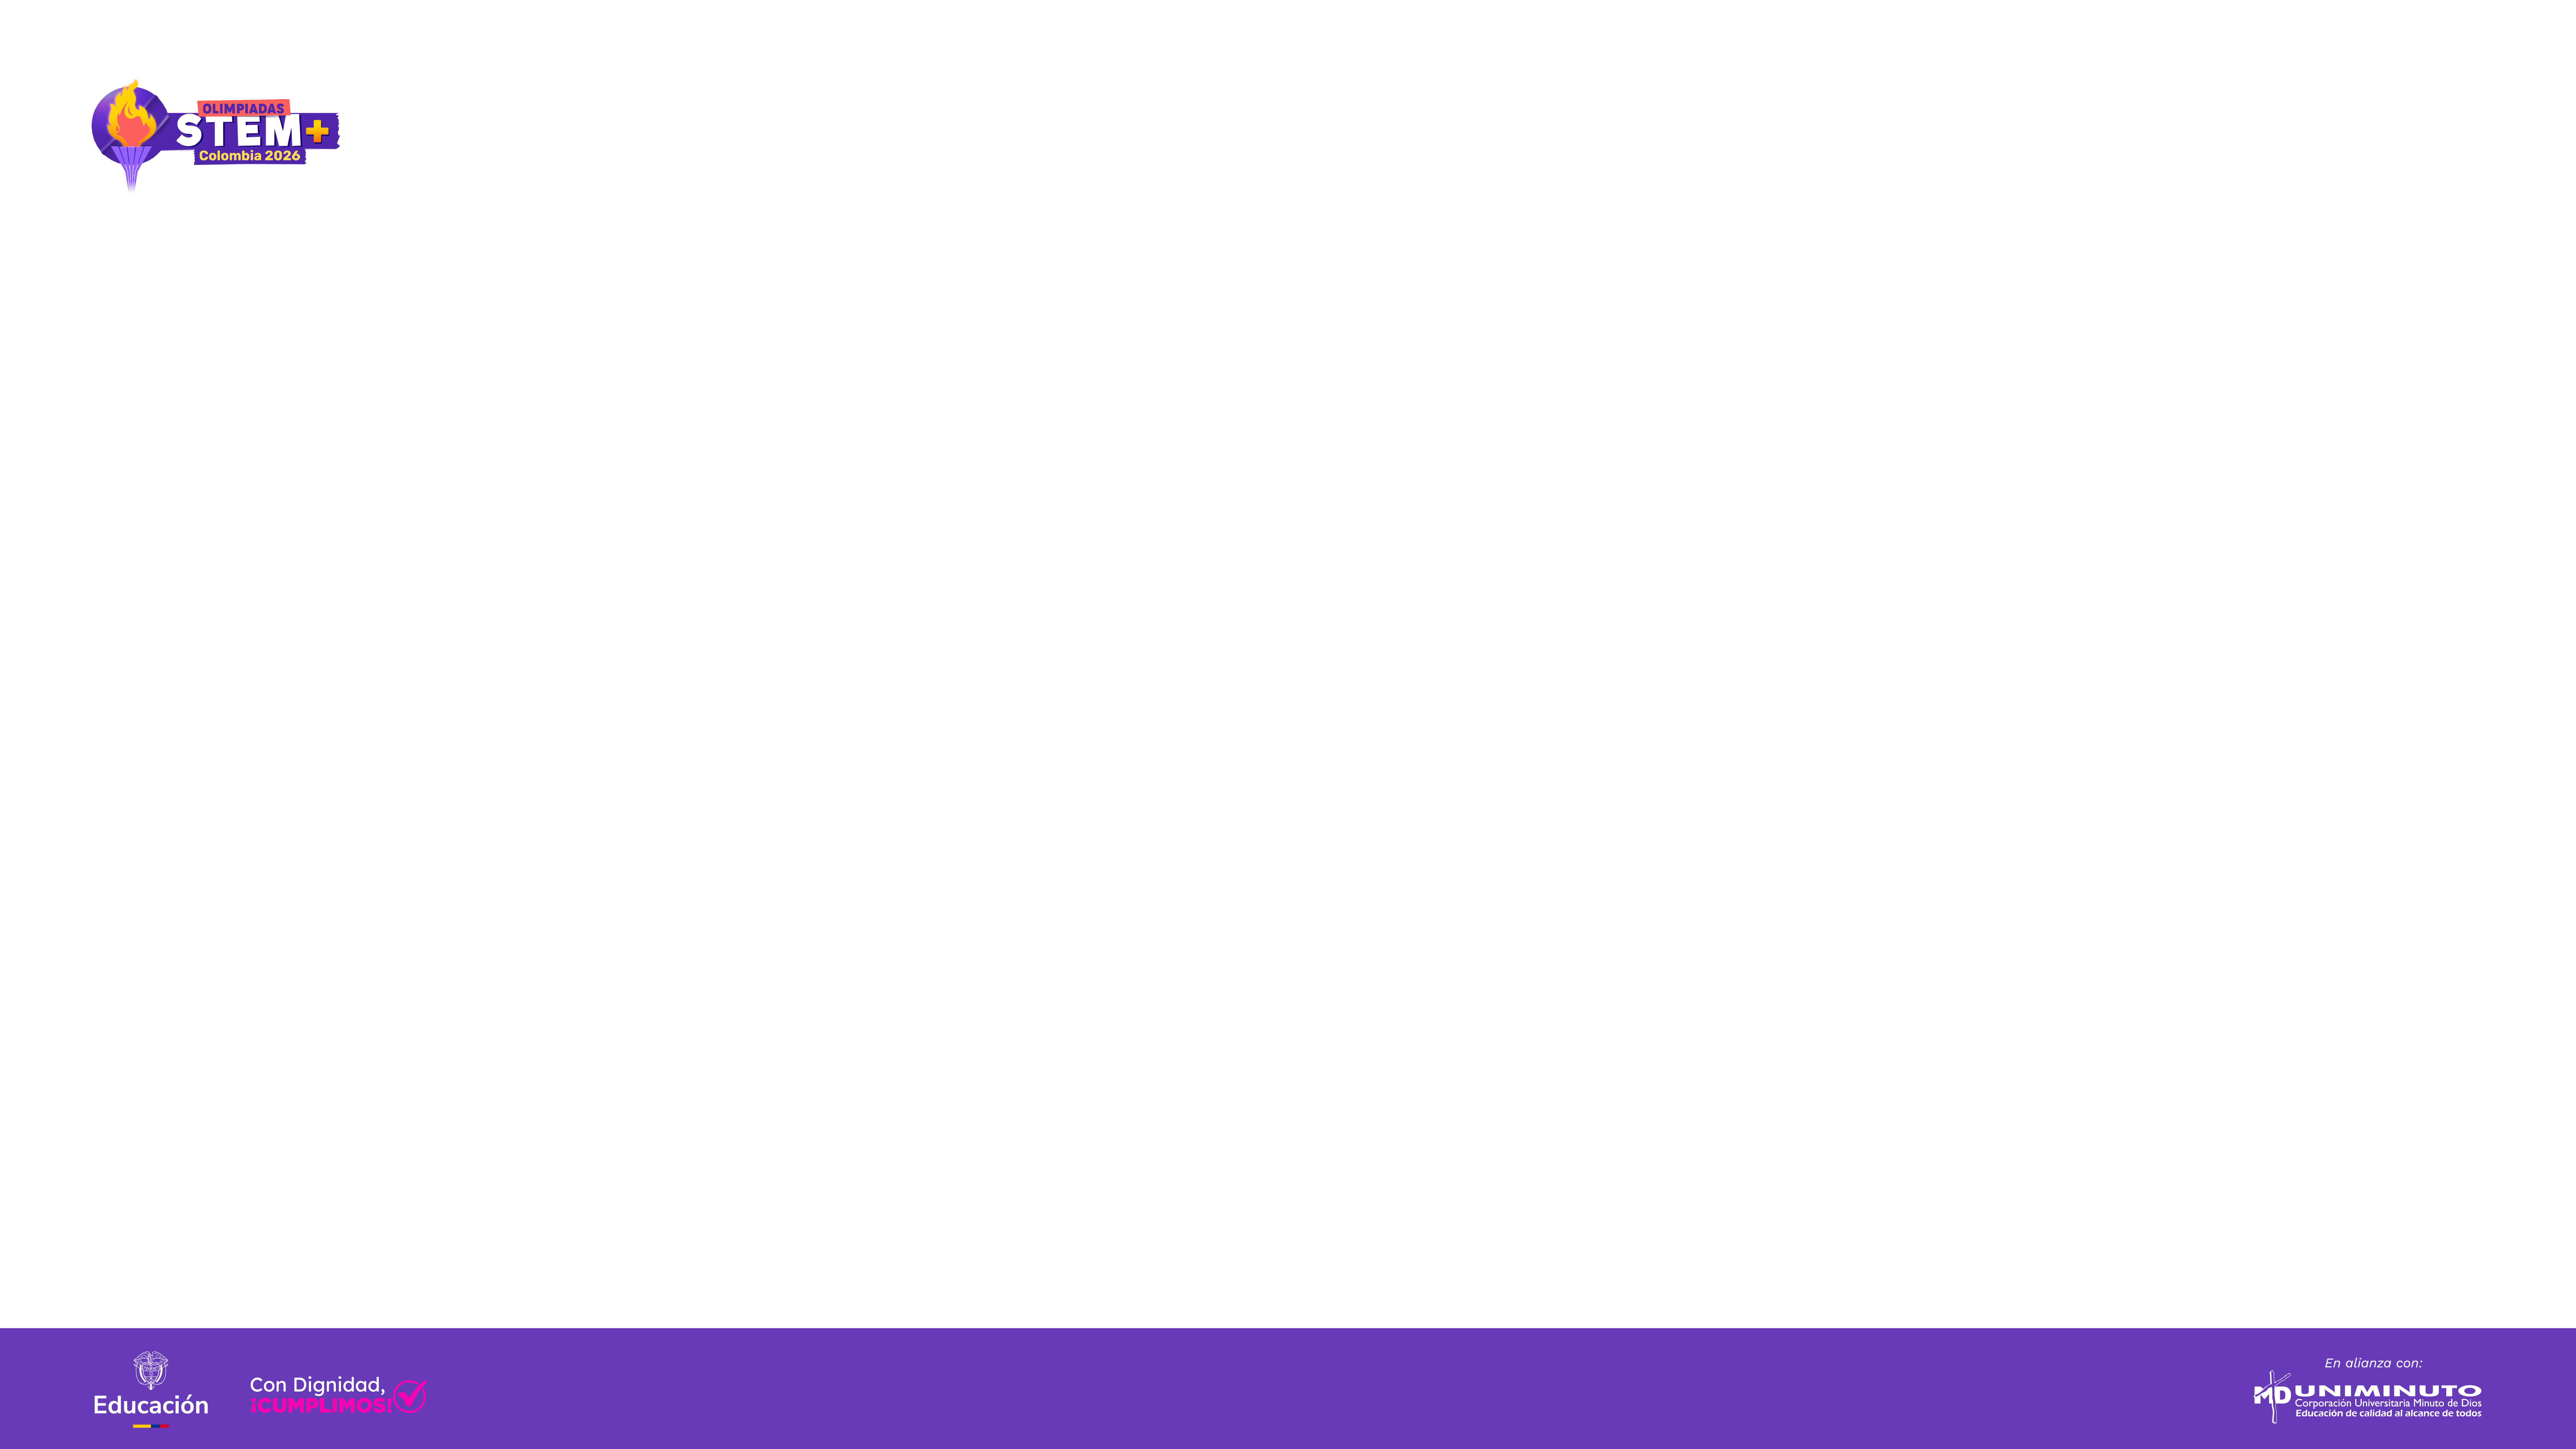 OLIMPIADAS
STEM+
Colombia 2026
Educación
Con Dignidad,
¡CUMPLIMOS!
En alianza con:
MD UNIMINUTO
Corporación Universitaria Minuto de Dios
Educación de calidad al alcance de todos